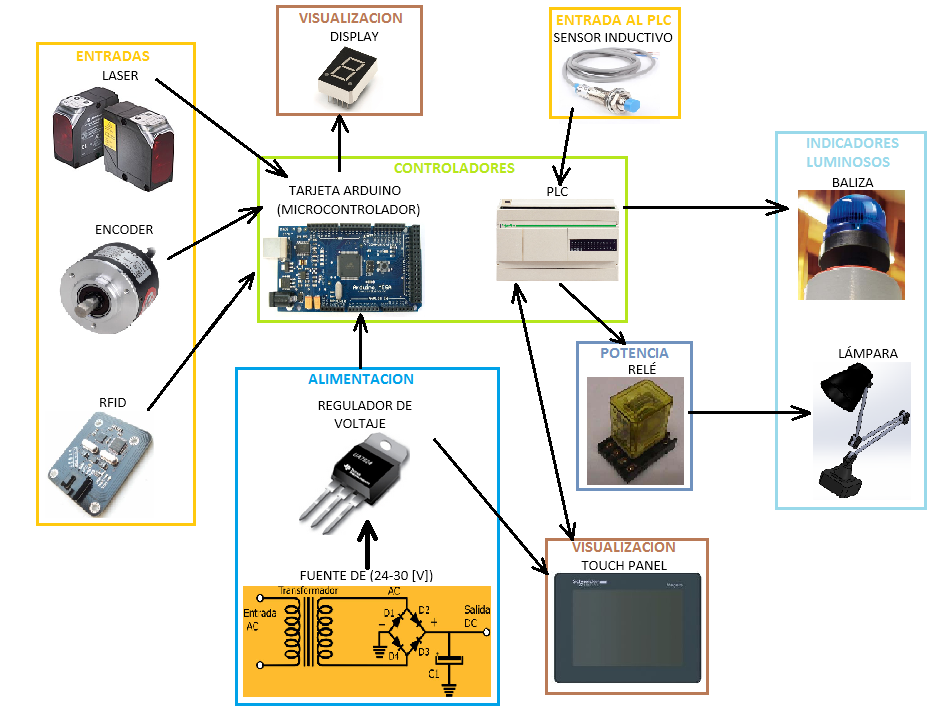 VISUALIZACION
DISPLAY
ENTRADA AL PLC
SENSOR INDUCTIVO
ENTRADAS
LASER
ENCODER
RFID
CONTROLADORES
TARJETA ARDUINO
(MICROCONTROLADOR)
PLC
INDICADORES
LUMINOSOS
BALIZA
LÁMPARA
POTENCIA
RELÉ
ALIMENTACION
REGULADOR DE
VOLTAJE
FUENTE DE (24-30 [V])
Transformador
AC
Entrada
AC
D1
D2
D4
D3
−
+
Salida
DC
C1
VISUALIZACION
TOUCH PANEL
Schneider